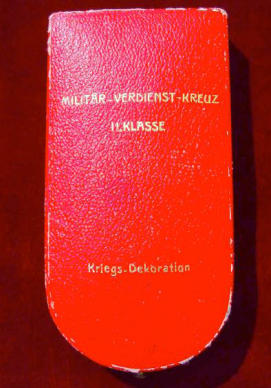 MILITÄR-VERDIENST-KREUZ
II.KLASSE
Kriegs-Dekoration